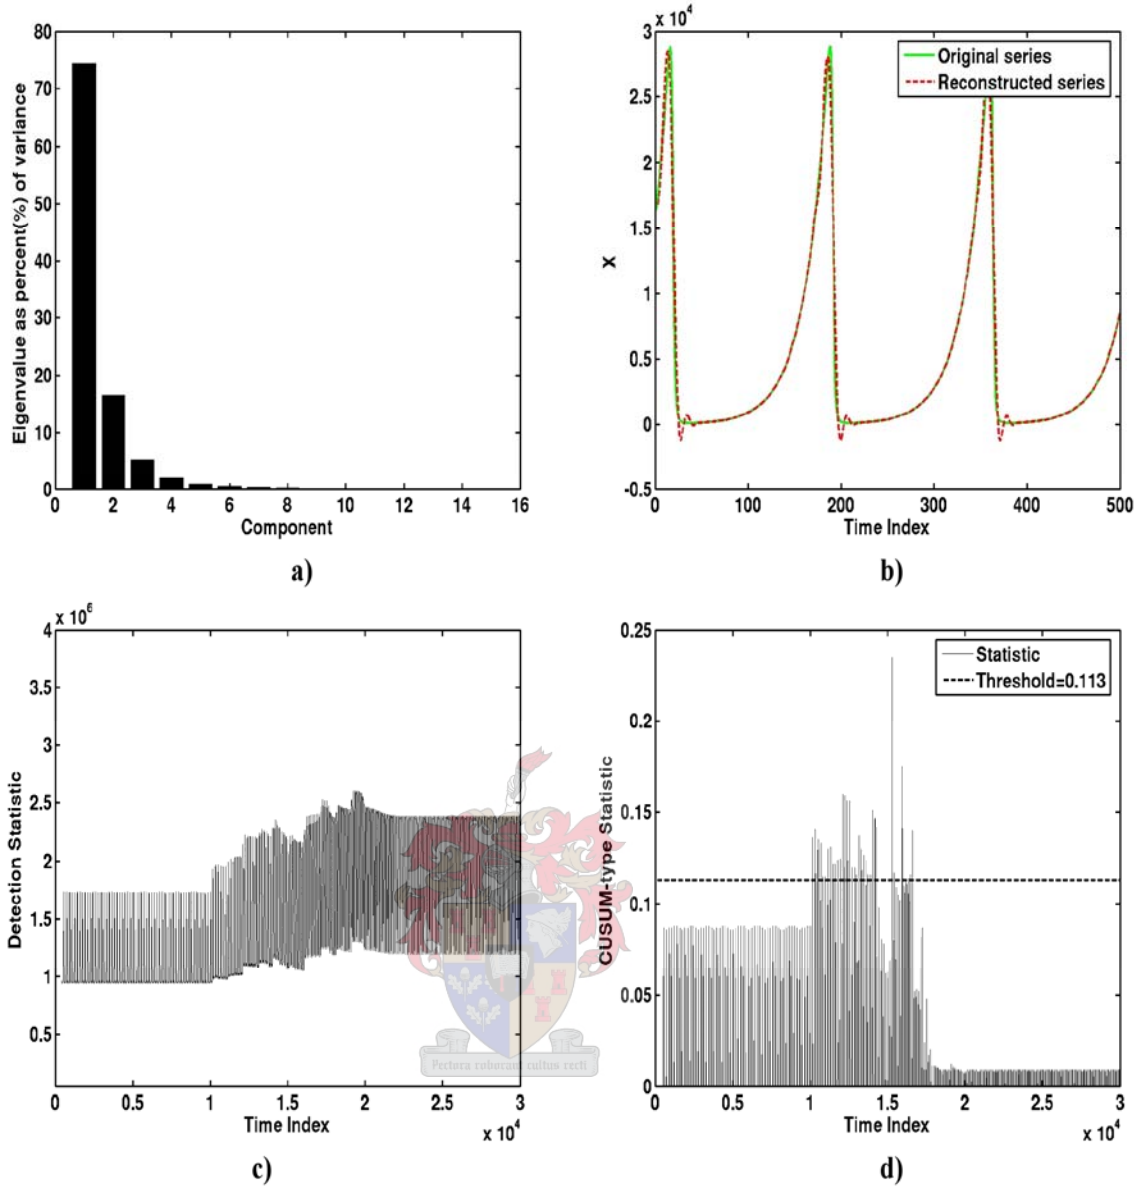 80
70
60
50
40
30
20
10
0
Eigenvalue as percent(%) of variance
0 2 4 6 8 10 12 14 16
Component
a)
x 10^4
3
2.5
2
1.5
1
0.5
0
-0.5
X
Original series
Reconstructed series
0 100 200 300 400 500
Time Index
b)
x 10^6
4
3.5
3
2.5
2
1.5
1
0.5
Detection Statistic
0 0.5 1 1.5 2 2.5 3
Time Index
x 10^4
c)
Pectora roborant cultus recti
0.25
0.2
0.15
0.1
0.05
0
CUSUM-type Statistic
Statistic
Threshold=0.113
0 0.5 1 1.5 2 2.5 3
Time Index
x 10^4
d)